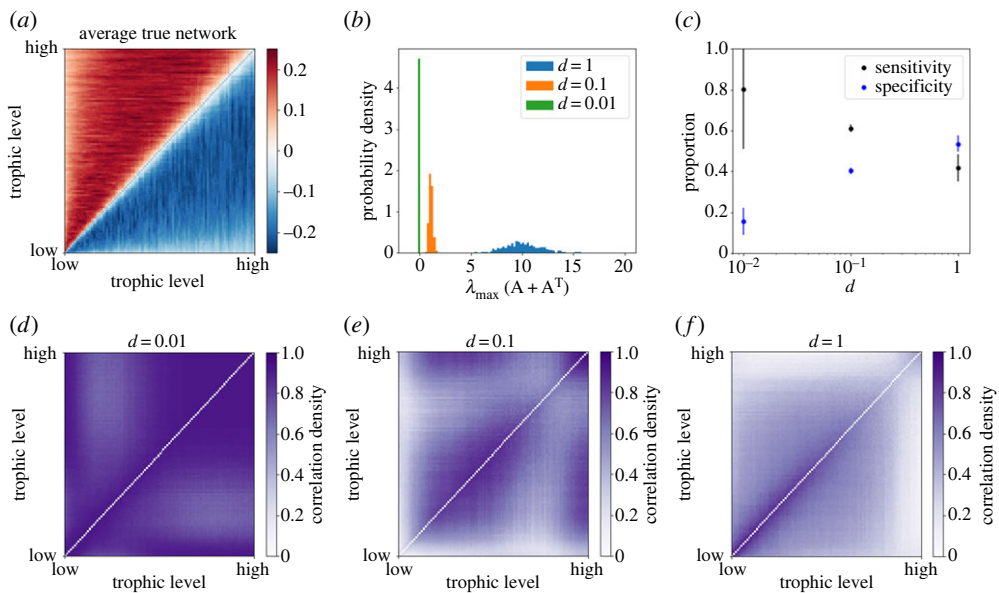 (a)
average true network
high
trophic level
low
low
high
trophic level
0.2
0.1
0
−0.1
−0.2
(b)
probability density
4
3
2
1
0
d = 1
d = 0.1
d = 0.01
0
5
10
15
20
λmax (A + Aᵀ)
(c)
proportion
1.0
0.8
0.6
0.4
0.2
0
sensitivity
specificity
10⁻²
10⁻¹
1
d
(d)
d = 0.01
high
trophic level
low
low
high
trophic level
1.0
0.8
0.6
0.4
0.2
0
correlation density
(e)
d = 0.1
high
trophic level
low
low
high
trophic level
1.0
0.8
0.6
0.4
0.2
0
correlation density
(f)
d = 1
high
trophic level
low
low
high
trophic level
1.0
0.8
0.6
0.4
0.2
0
correlation density